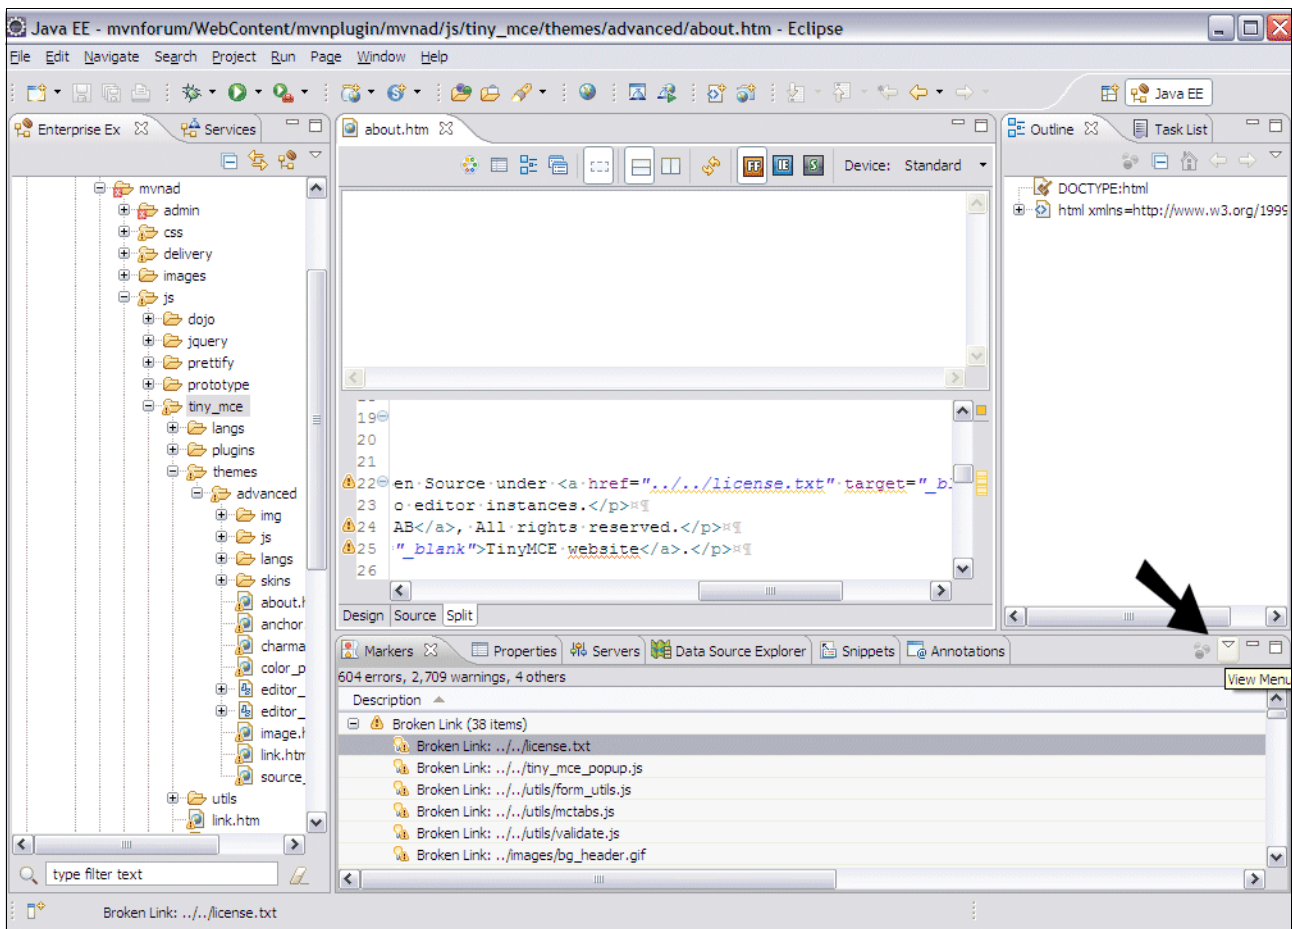 Java EE - mvnforum/WebContent/mvnplugin/mvnad/js/tiny_mce/themes/advanced/about.htm - Eclipse
File Edit Navigate Search Project Run Page Window Help
Java EE
Enterprise Ex
Services
mvnad
admin
css
delivery
images
js
dojo
jquery
prettify
prototype
tiny_mce
langs
plugins
themes
advanced
img
js
langs
skins
about.h
anchor
charma
color_p
editor_
editor_
image.h
link.htm
source_
utils
link.htm
type filter text
about.htm
FF IE S Device: Standard
19
20
21
22 en·Source·under·<a·href="../../license.txt"·target="_bl
23 o·editor·instances.</p>¤¶
24 AB</a>,·All·rights·reserved.</p>¤¶
25 "_blank">TinyMCE·website</a>.</p>¤¶
26
Design Source Split
Outline Task List
DOCTYPE:html
html xmlns=http://www.w3.org/1999
Markers Properties Servers Data Source Explorer Snippets Annotations
View Menu
604 errors, 2,709 warnings, 4 others
Description
Broken Link (38 items)
Broken Link: ../../license.txt
Broken Link: ../../tiny_mce_popup.js
Broken Link: ../../utils/form_utils.js
Broken Link: ../../utils/mctabs.js
Broken Link: ../../utils/validate.js
Broken Link: ../images/bg_header.gif
Broken Link: ../../license.txt